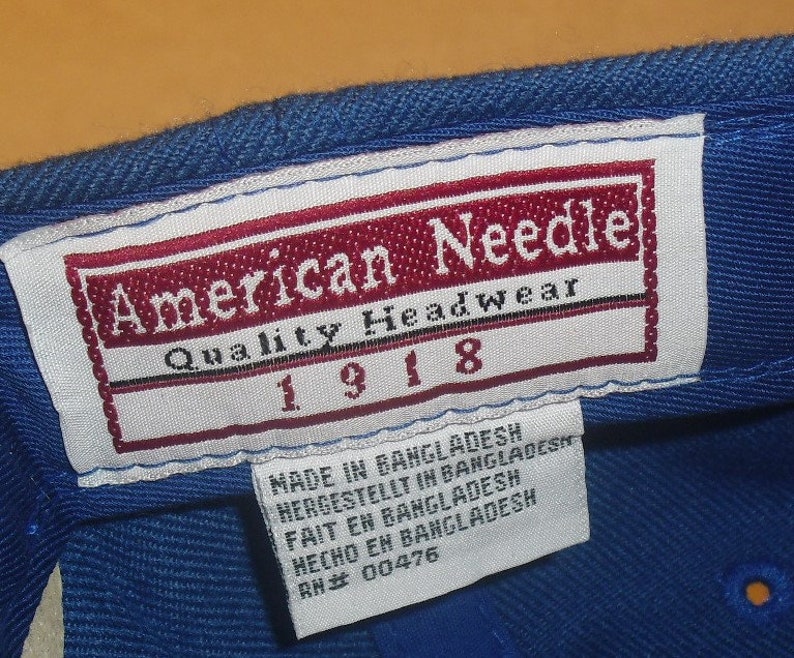 American Needle
Quality Headwear
1918
MADE IN BANGLADESH
HERGESTELLT IN BANGLADESH
FAIT EN BANGLADESH
HECHO EN BANGLADESH
RN# 00476